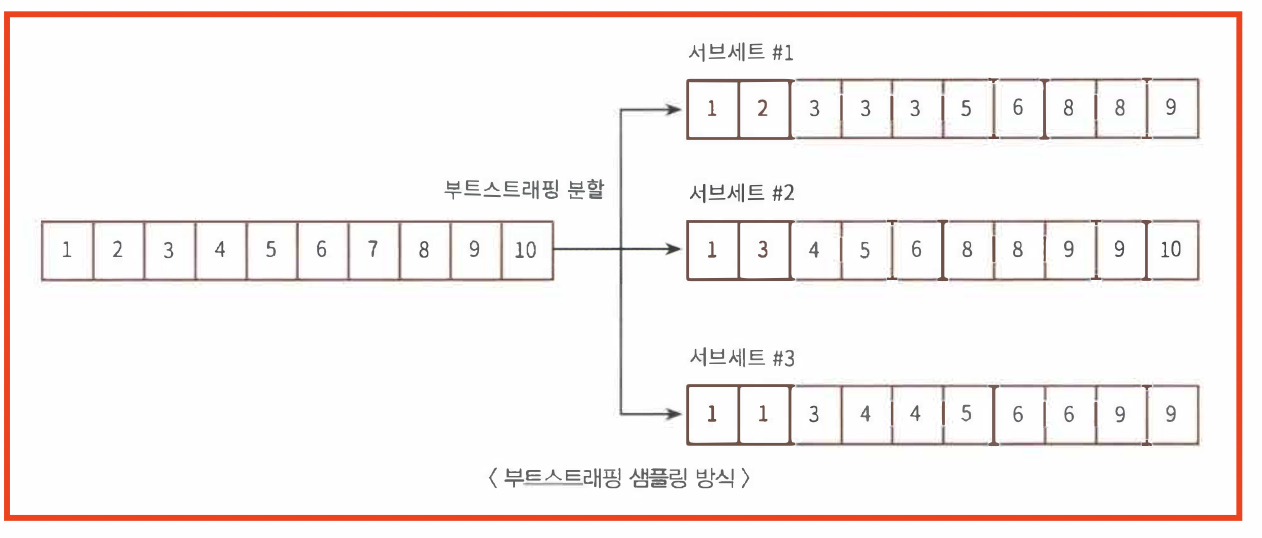 서브세트 #1
1 2 3 3 3 5 6 8 8 9
부트스트래핑 분할
서브세트 #2
1 2 3 4 5 6 7 8 9 10
1 3 4 5 6 8 8 9 9 10
서브세트 #3
1 1 3 4 4 5 6 6 9 9
〈 부트스트래핑 샘플링 방식 〉